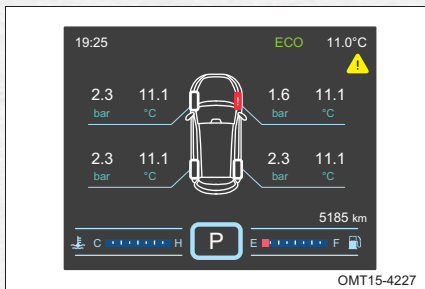 19:25 ECO 11.0°C
2.3 11.1 1.6 11.1
bar °C bar °C
2.3 11.1 2.3 11.1
bar °C bar °C
5185 km
C H P E F
OMT15-4227